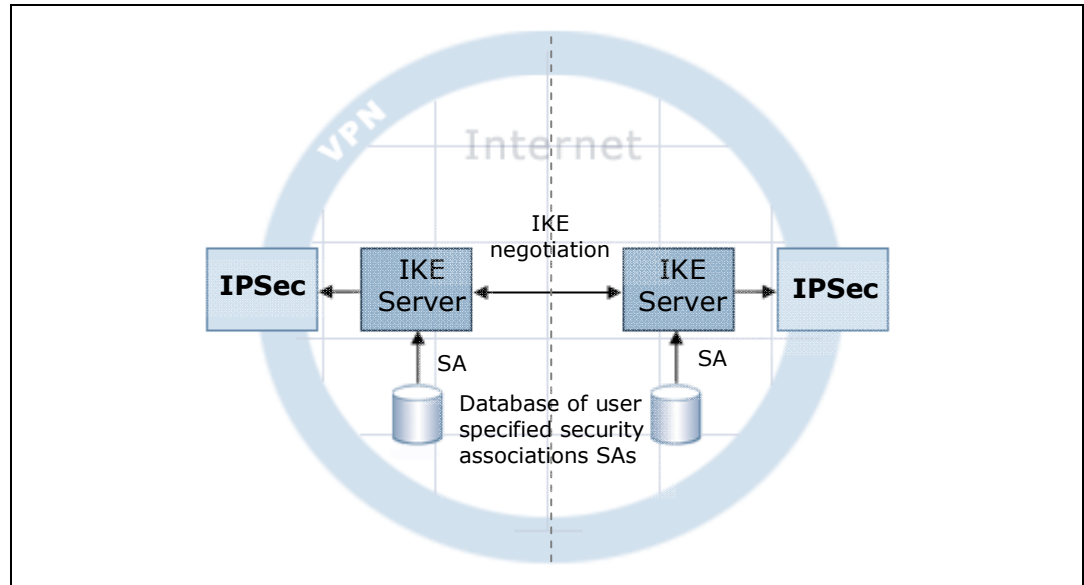 VPN
Internet
IKE
negotiation
IPSec
IKE
Server
IKE
Server
IPSec
SA
SA
Database of user
specified security
associations SAs